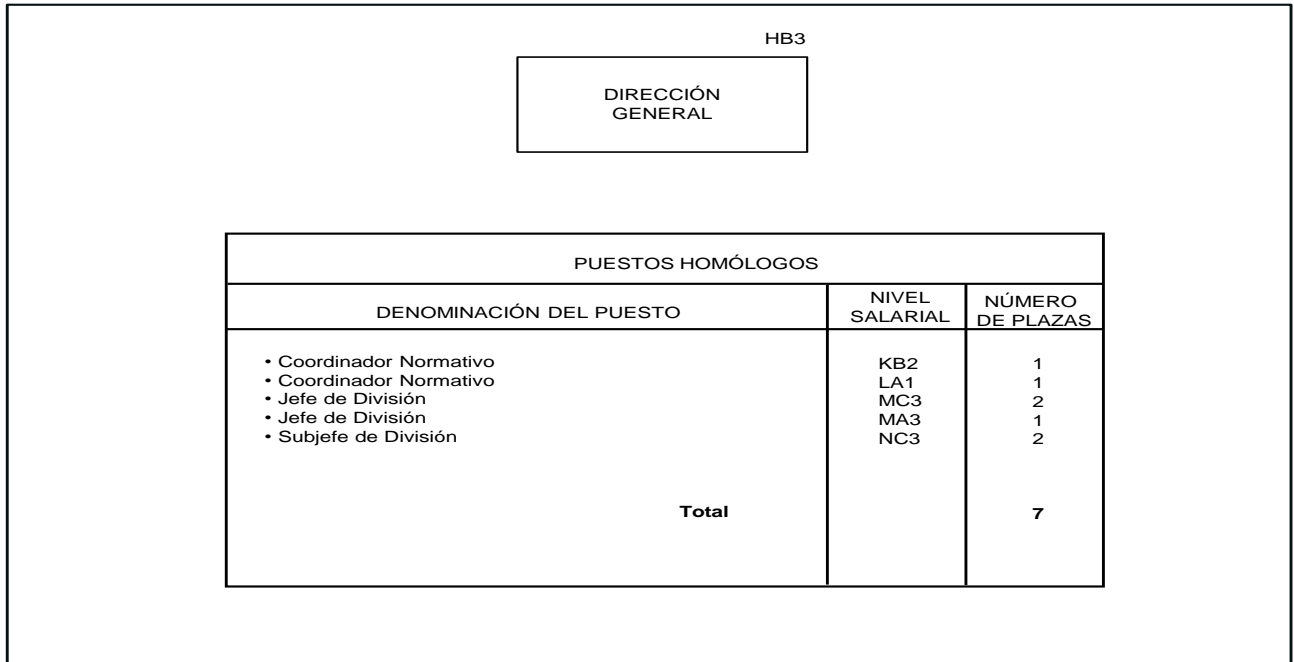 HB3
DIRECCIÓN
GENERAL
PUESTOS HOMÓLOGOS
DENOMINACIÓN DEL PUESTO
NIVEL
SALARIAL
NÚMERO
DE PLAZAS
• Coordinador Normativo KB2 1
• Coordinador Normativo LA1 1
• Jefe de División MC3 2
• Jefe de División MA3 1
• Subjefe de División NC3 2
Total 7